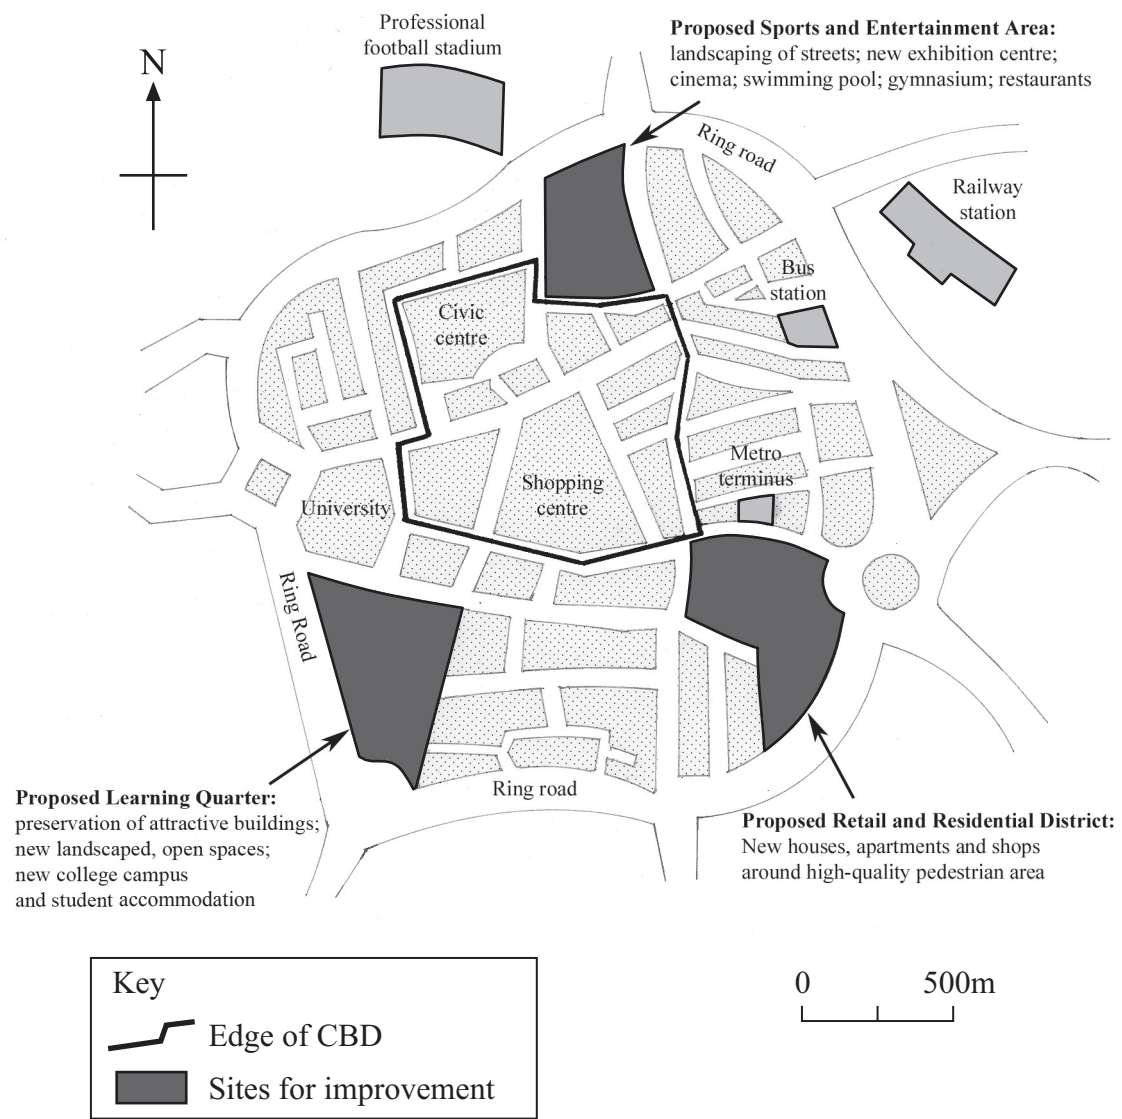 Professional
football stadium
Proposed Sports and Entertainment Area:
landscaping of streets; new exhibition centre;
cinema; swimming pool; gymnasium; restaurants
N
Ring road
Railway
station
Bus
station
Civic
centre
Metro
terminus
Shopping
centre
University
Ring Road
Ring road
Proposed Learning Quarter:
preservation of attractive buildings;
new landscaped, open spaces;
new college campus
and student accommodation
Proposed Retail and Residential District:
New houses, apartments and shops
around high-quality pedestrian area
Key
Edge of CBD
Sites for improvement
0 500m